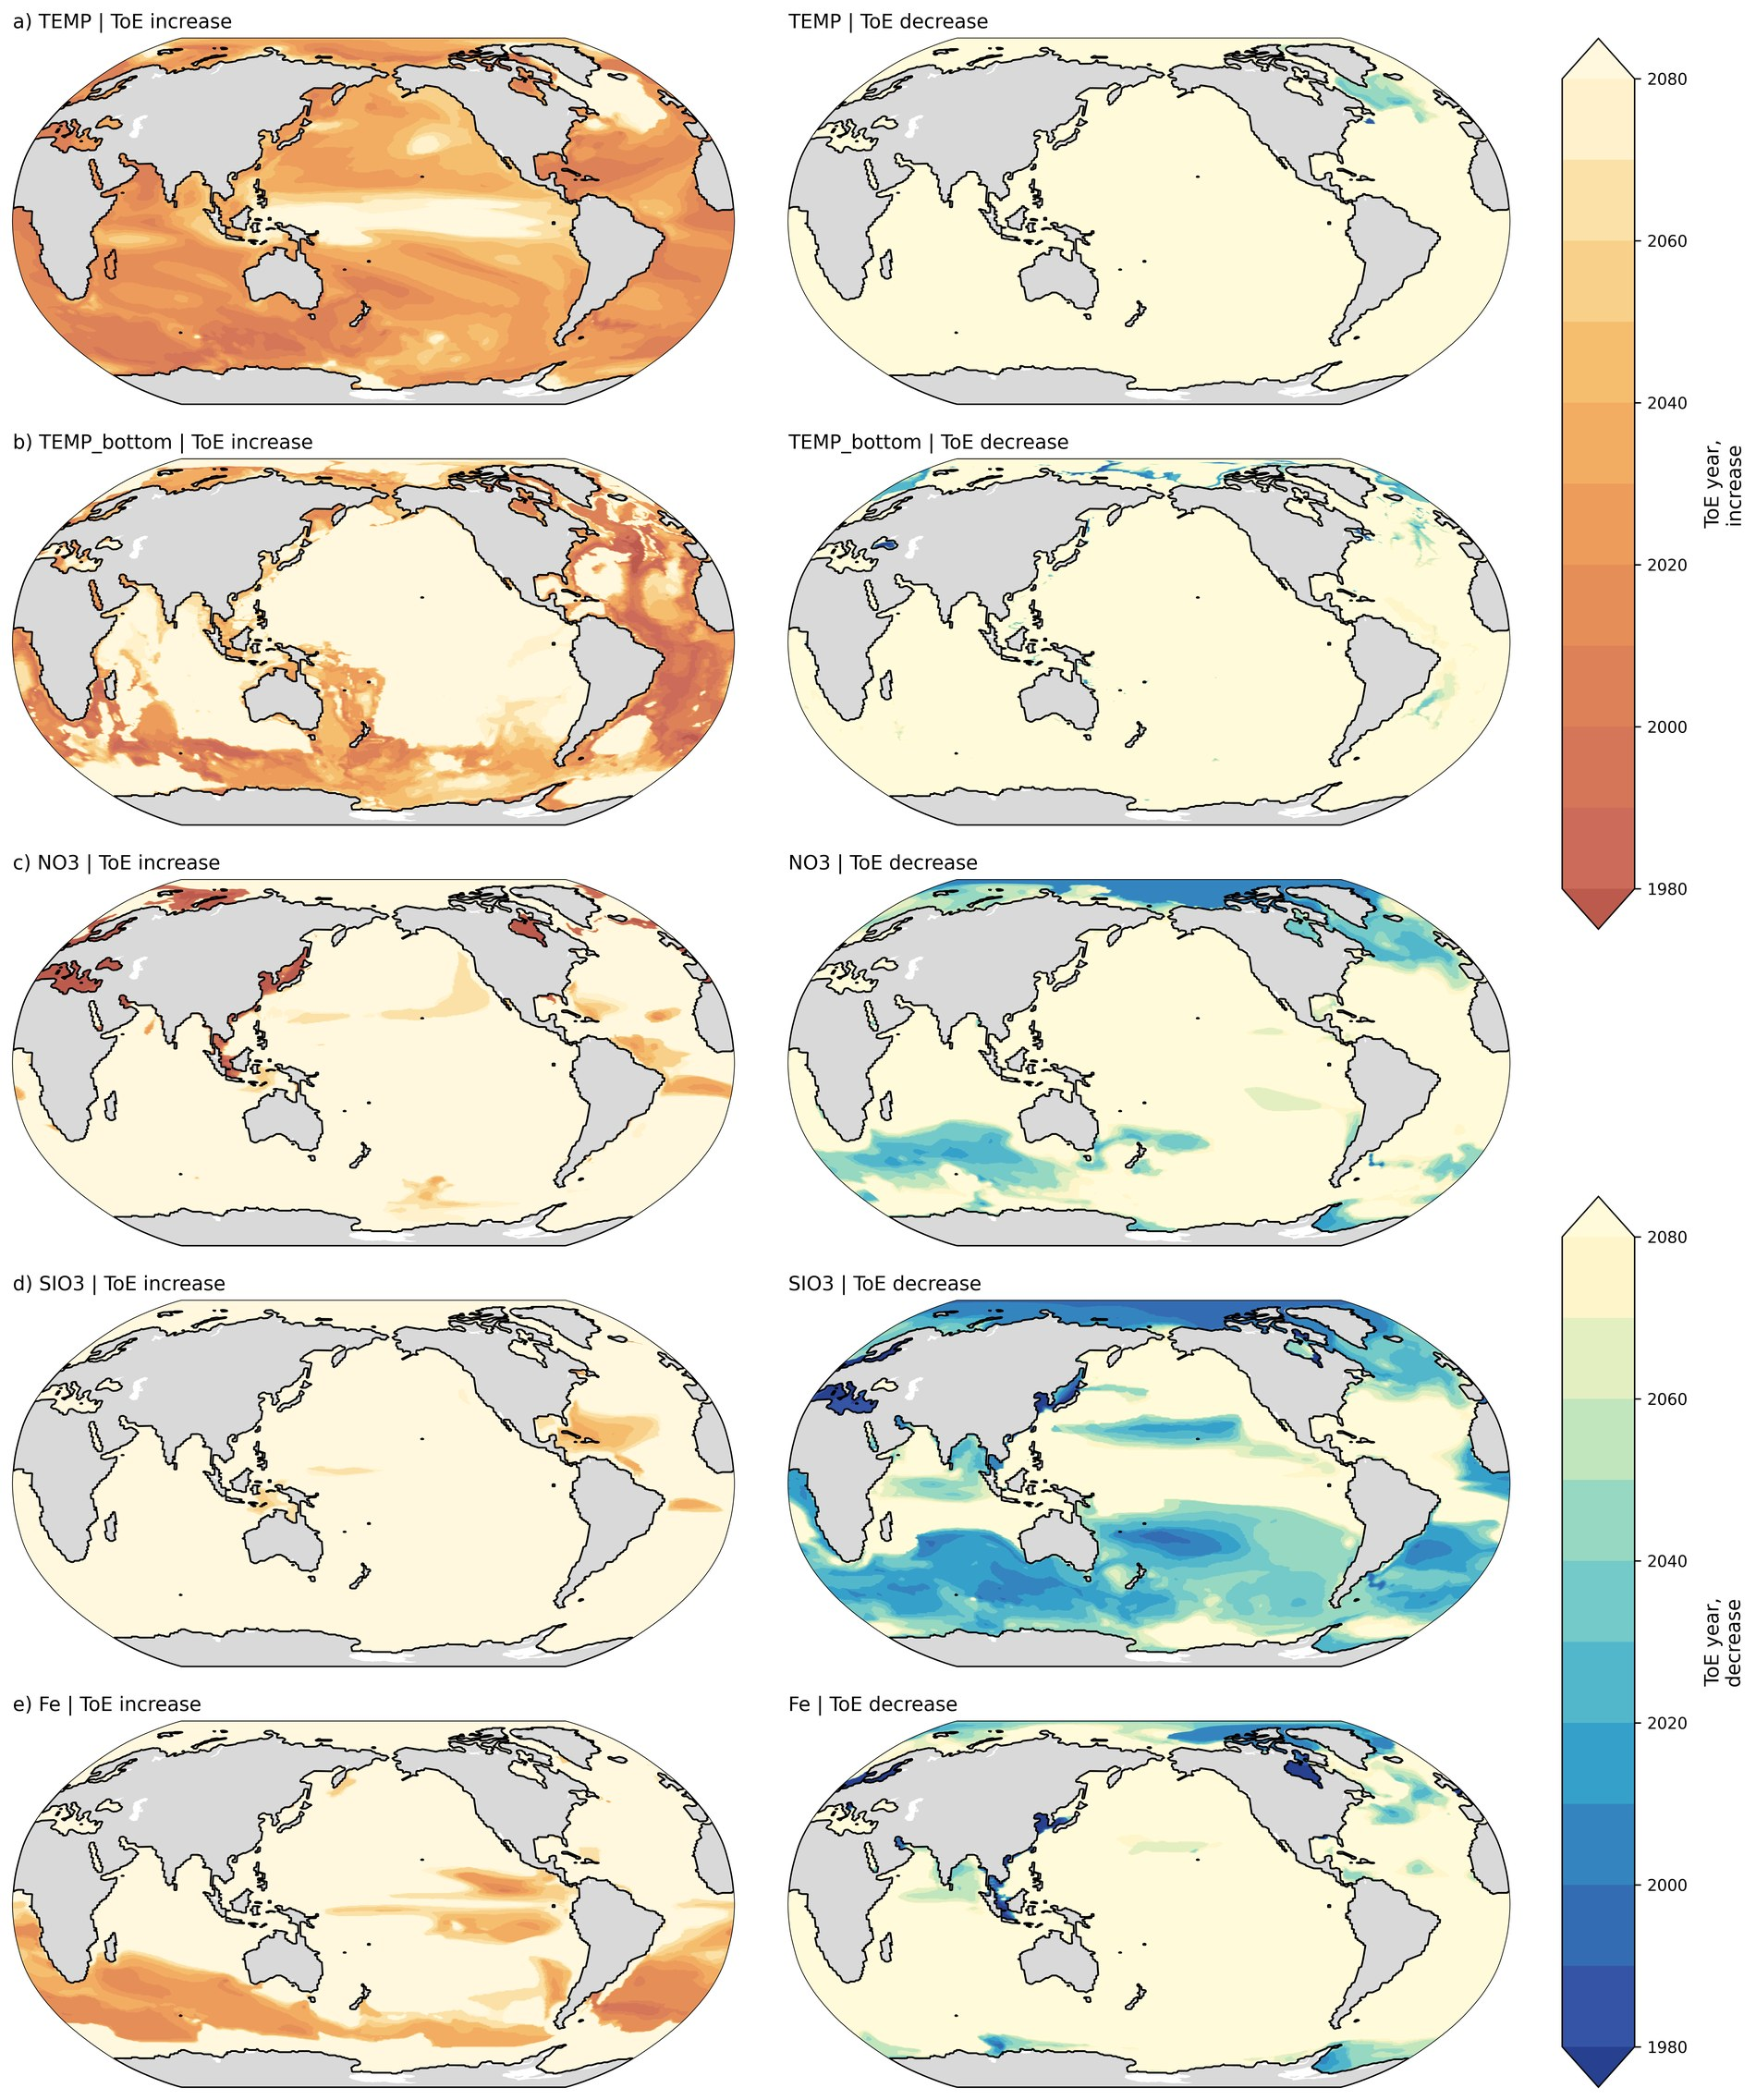 a) TEMP | ToE increase
TEMP | ToE decrease
b) TEMP_bottom | ToE increase
TEMP_bottom | ToE decrease
c) NO3 | ToE increase
NO3 | ToE decrease
d) SIO3 | ToE increase
SIO3 | ToE decrease
e) Fe | ToE increase
Fe | ToE decrease
2080
2060
2040
2020
2000
1980
ToE year,
increase
2080
2060
2040
2020
2000
1980
ToE year,
decrease